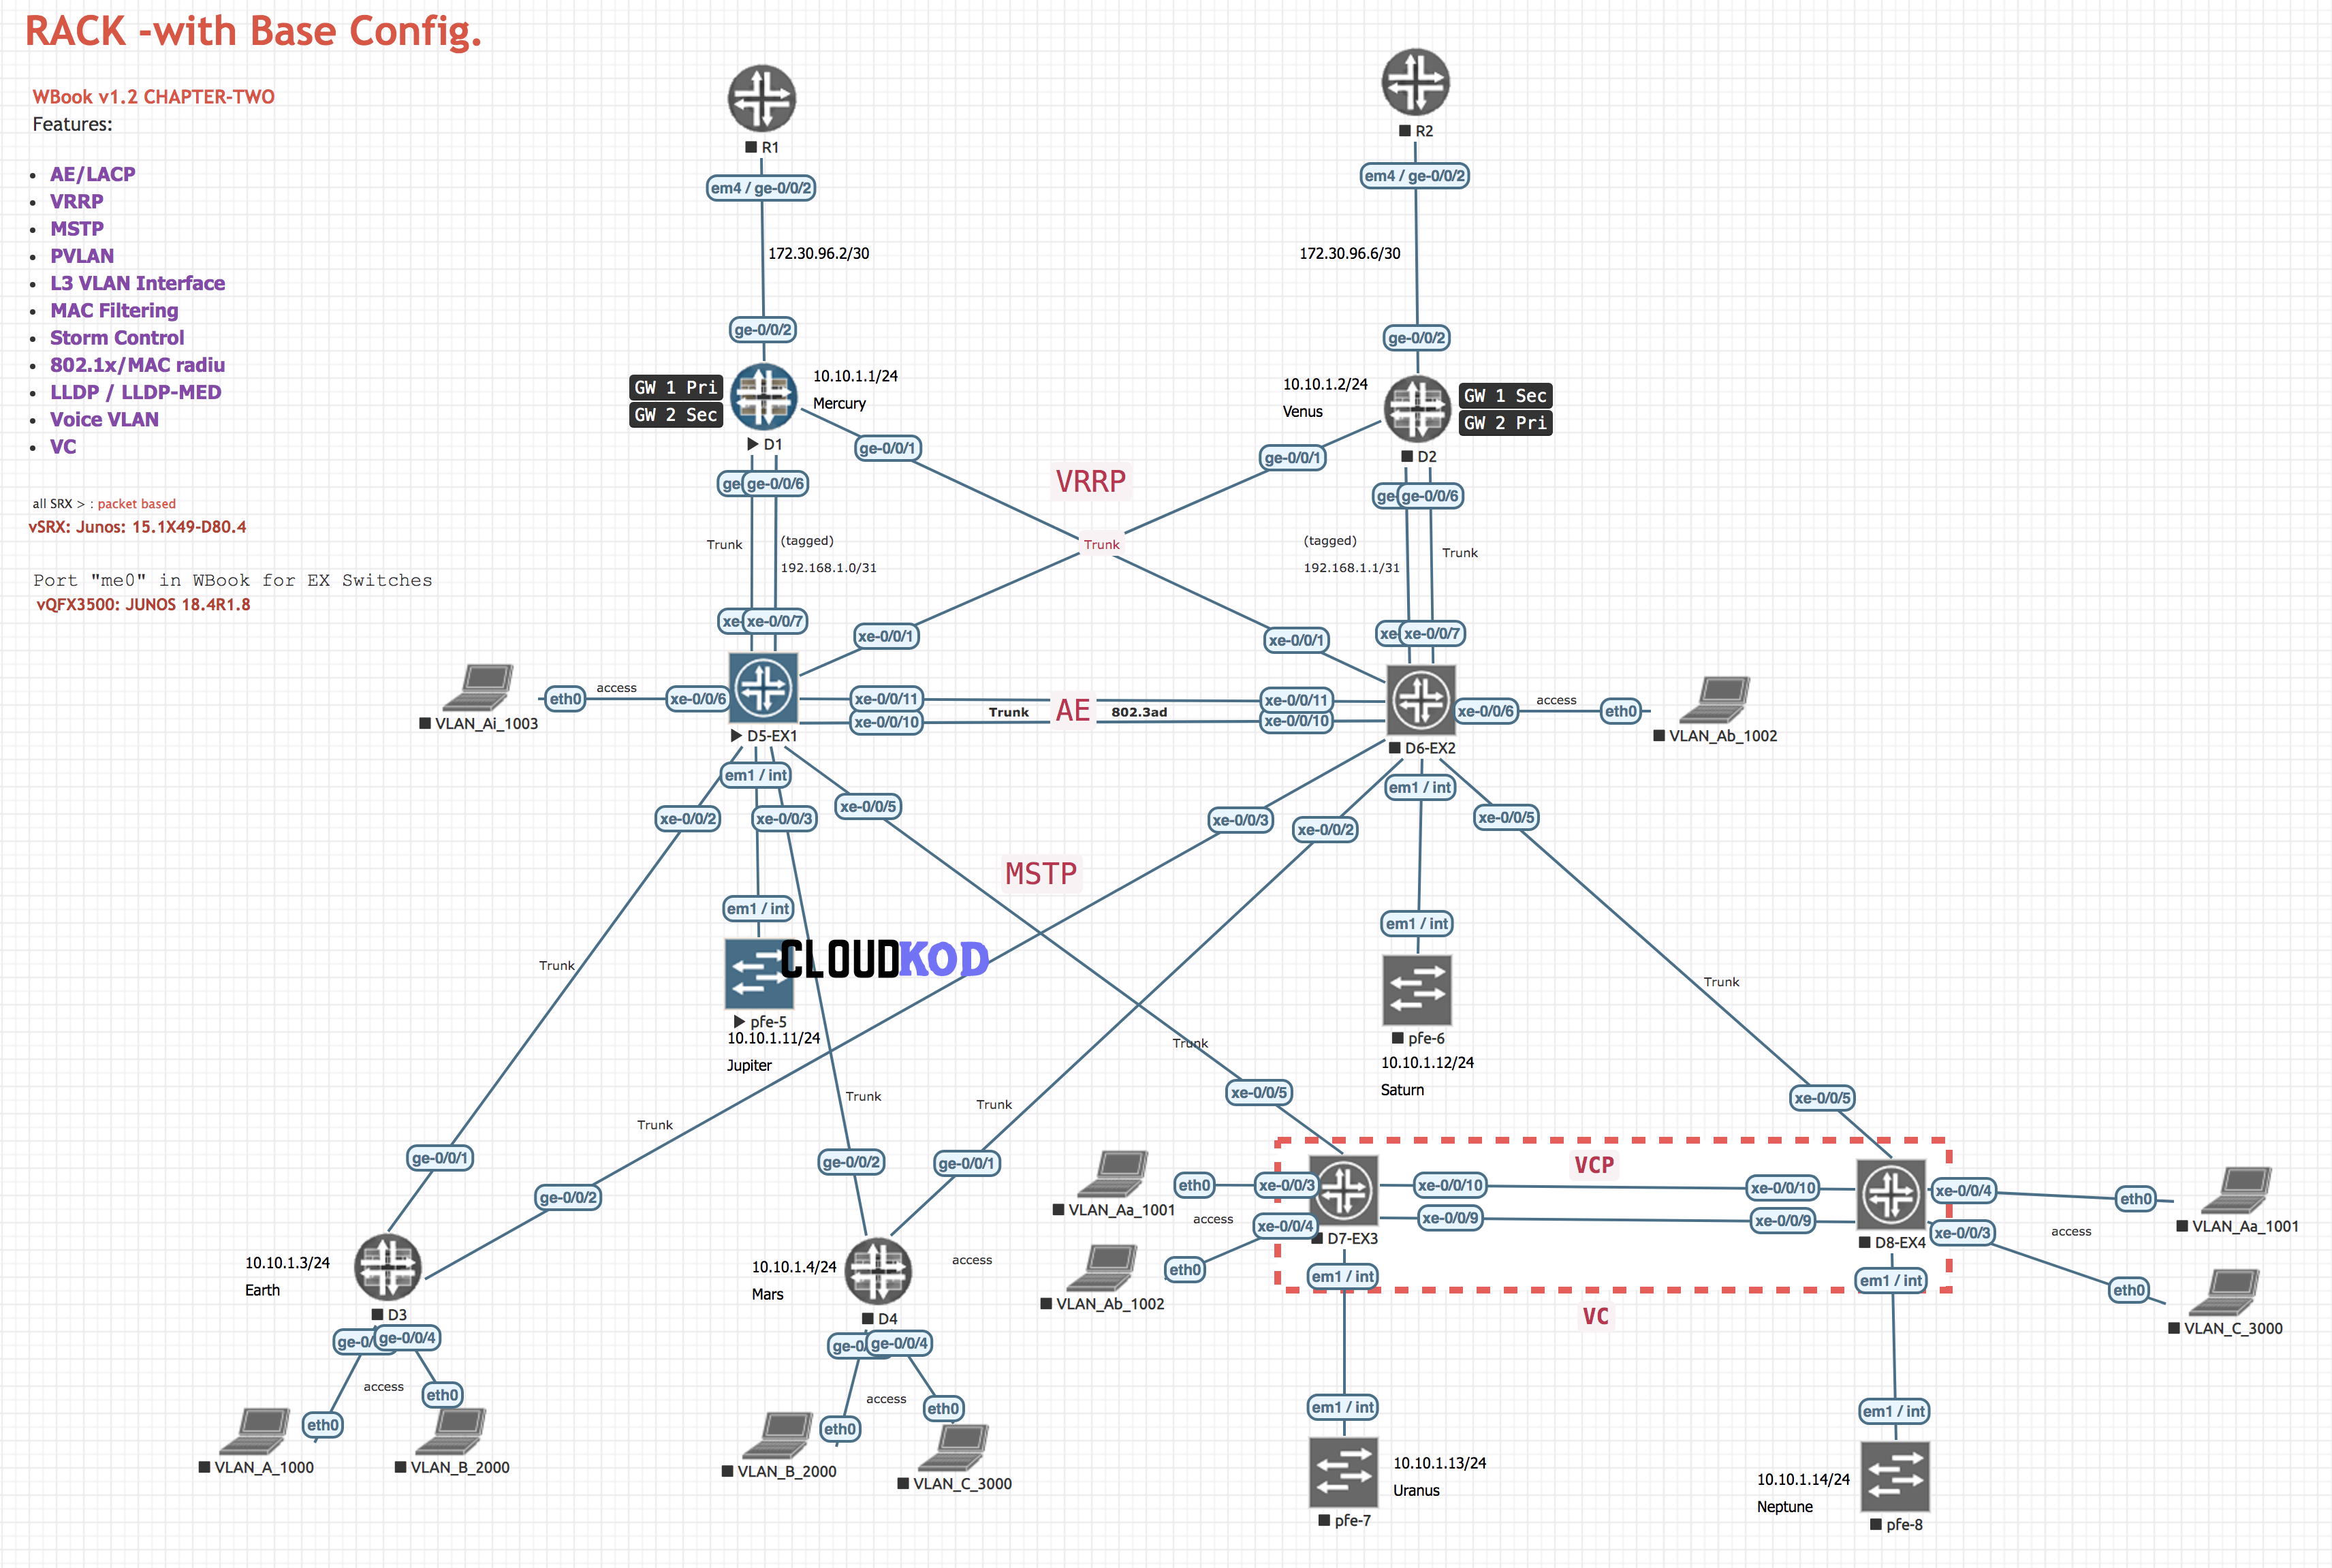 RACK -with Base Config.
WBook v1.2 CHAPTER-TWO
Features:
AE/LACP
VRRP
MSTP
PVLAN
L3 VLAN Interface
MAC Filtering
Storm Control
802.1x/MAC radiu
LLDP / LLDP-MED
Voice VLAN
VC
all SRX > : packet based
vSRX: Junos: 15.1X49-D80.4
Port "me0" in WBook for EX Switches
vQFX3500: JUNOS 18.4R1.8
R1
em4 / ge-0/0/2
172.30.96.2/30
ge-0/0/2
R2
em4 / ge-0/0/2
172.30.96.6/30
ge-0/0/2
GW 1 Pri
GW 2 Sec
10.10.1.1/24
Mercury
D1
ge-0/0/1
10.10.1.2/24
Venus
GW 1 Sec
GW 2 Pri
D2
ge-0/0/1
VRRP
ge-0/0/6
ge-0/0/6
Trunk
(tagged)
192.168.1.0/31
Trunk
(tagged)
192.168.1.1/31
Trunk
xe-0/0/7
xe-0/0/1
xe-0/0/1
xe-0/0/7
VLAN_Ai_1003
eth0
access
xe-0/0/6
D5-EX1
xe-0/0/11
xe-0/0/10
Trunk
AE
802.3ad
xe-0/0/11
xe-0/0/10
D6-EX2
xe-0/0/6
access
eth0
VLAN_Ab_1002
em1 / int
xe-0/0/2
xe-0/0/3
xe-0/0/5
em1 / int
xe-0/0/3
xe-0/0/2
xe-0/0/5
MSTP
em1 / int
em1 / int
CLOUDKOD
Trunk
pfe-5
10.10.1.11/24
Jupiter
pfe-6
10.10.1.12/24
Saturn
Trunk
Trunk
Trunk
Trunk
Trunk
xe-0/0/5
xe-0/0/5
ge-0/0/1
ge-0/0/2
ge-0/0/2
ge-0/0/1
10.10.1.3/24
Earth
D3
ge-0/0/4
access
eth0
eth0
VLAN_A_1000
VLAN_B_2000
10.10.1.4/24
Mars
D4
access
ge-0/0/4
access
eth0
eth0
VLAN_B_2000
VLAN_C_3000
VLAN_Aa_1001
eth0
xe-0/0/3
access
xe-0/0/4
eth0
VLAN_Ab_1002
D7-EX3
VCP
xe-0/0/10
xe-0/0/10
xe-0/0/9
xe-0/0/9
D8-EX4
xe-0/0/4
eth0
VLAN_Aa_1001
xe-0/0/3
access
eth0
VLAN_C_3000
em1 / int
em1 / int
VC
em1 / int
em1 / int
10.10.1.13/24
Uranus
pfe-7
10.10.1.14/24
Neptune
pfe-8